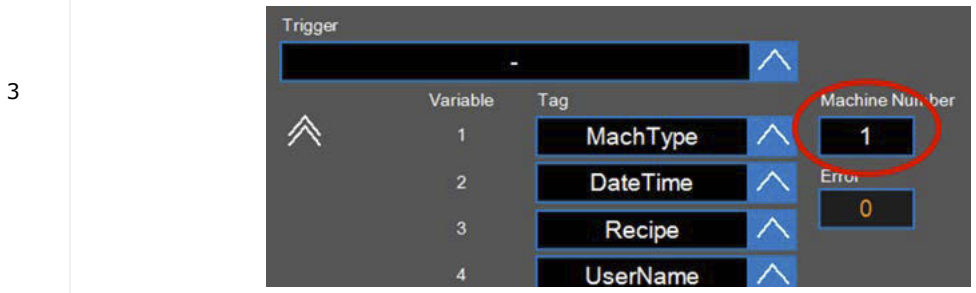 3
Trigger
-
Variable Tag Machine Number
1 MachType 1
2 DateTime Error
0
3 Recipe
4 UserName